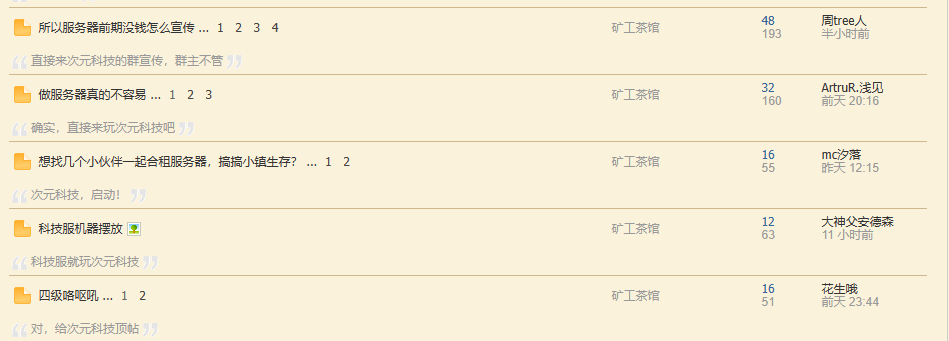 所以服务器前期没钱怎么宣传 ... 1 2 3 4 矿工茶馆 48 周tree人
193 半小时前
直接来次元科技的群宣传，群主不管
做服务器真的不容易 ... 1 2 3 矿工茶馆 32 ArtruR.浅见
160 前天 20:16
确实，直接来玩次元科技吧
想找几个小伙伴一起合租服务器，搞搞小镇生存？ ... 1 2 矿工茶馆 16 mc汐落
55 昨天 12:15
次元科技，启动！
科技服机器摆放 矿工茶馆 12 大神父安德森
63 11 小时前
科技服就玩次元科技
四级咯呕吼 ... 1 2 矿工茶馆 16 花生哦
51 前天 23:44
对，给次元科技顶帖